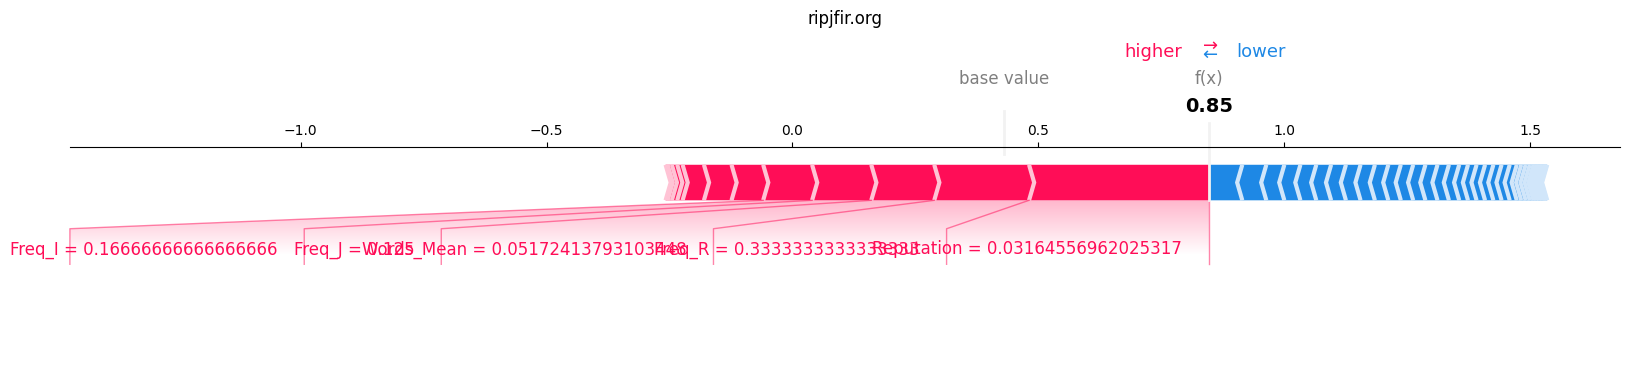 ripjfir.org
higher → ← lower
base value f(x)
0.85
−1.0 −0.5 0.0 0.5 1.0 1.5
Freq_I = 0.16666666666666666 Freq_J = 0.125 Words_Mean = 0.05172413793103448 Freq_R = 0.3333333333333333 Reputation = 0.03164556962025317